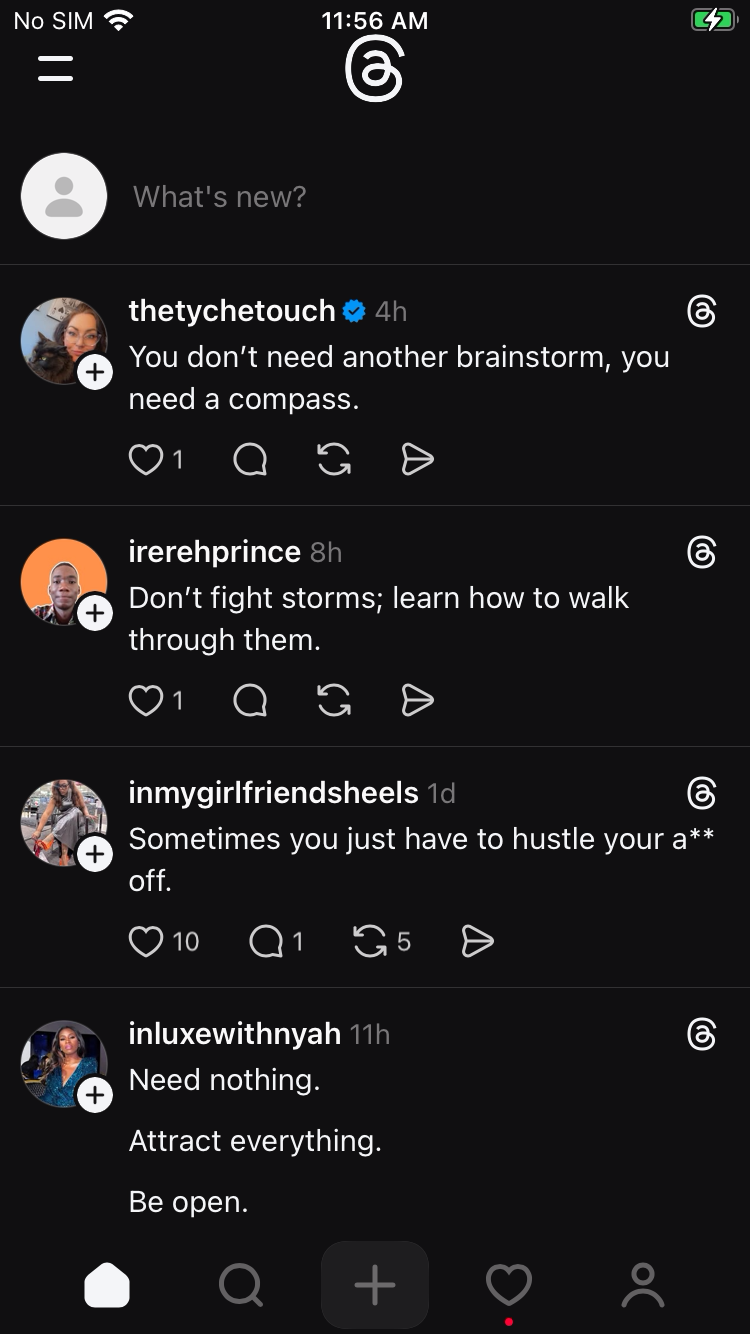 No SIM 11:56 AM
What's new?
thetychetouch 4h
You don’t need another brainstorm, you
need a compass.
1
irerehprince 8h
Don’t fight storms; learn how to walk
through them.
1
inmygirlfriendsheels 1d
Sometimes you just have to hustle your a**
off.
10 1 5
inluxewithnyah 11h
Need nothing.
Attract everything.
Be open.